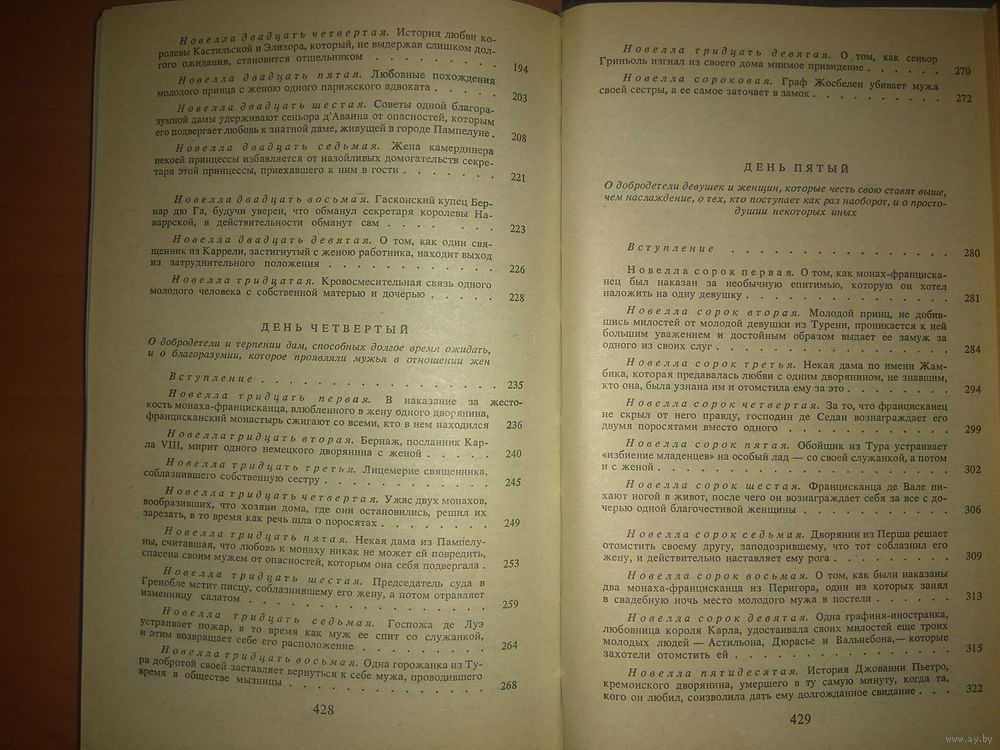 Новелла двадцать четвертая. История любви ко-
ролевы Кастильской и Элизора, который, не выдержав слишком дол-
гого ожидания, становится отшельником . . . . . . . . . 194
Новелла двадцать пятая. Любовные похождения
молодого принца с женою одного парижского адвоката . . . . . 203
Новелла двадцать шестая. Советы одной благора-
зумной дамы удерживают сеньора д'Аванна от опасностей, которым
его подвергает любовь к знатной даме, живущей в городе Пампелуне . 208
Новелла двадцать седьмая. Жена камердинера
некоей принцессы избавляется от назойливых домогательств секре-
таря этой принцессы, приехавшего к ним в гости . . . . . . . 221
Новелла двадцать восьмая. Гасконский купец Бер-
нар дю Га, будучи уверен, что обманул секретаря королевы На-
варрской, в действительности обманут сам . . . . . . . . 223
Новелла двадцать девятая. О том, как один свя-
щенник из Каррели, застигнутый с женою работника, находит выход
из затруднительного положения . . . . . . . . . . . 226
Новелла тридцатая. Кровосмесительная связь одного
молодого человека с собственной матерью и дочерью . . . . . 228
ДЕНЬ ЧЕТВЕРТЫЙ
О добродетели и терпении дам, способных долгое время ожидать,
и о благоразумии, которое проявляли мужья в отношении жен
Вступление . . . . . . . . . . . . . . . . 235
Новелла тридцать первая. В наказание за жесто-
кость монаха-францисканца, влюбленного в жену одного дворянина,
францисканский монастырь сжигают со всеми, кто в нем находился 236
Новелла тридцать вторая. Бернаж, посланник Кар-
ла VIII, мирит одного немецкого дворянина с женой . . . . . 240
Новелла тридцать третья. Лицемерие священника,
соблазнившего собственную сестру . . . . . . . . . . 245
Новелла тридцать четвертая. Ужас двух монахов,
вообразивших, что хозяин дома, где они остановились, решил их
зарезать, в то время как речь шла о поросятах . . . . . . . 249
Новелла тридцать пятая. Некая дама из Пампелу-
ны, считавшая, что любовь к монаху никак не может ей повредить,
спасена своим мужем от опасностей, которым она себя подвергала . 253
Новелла тридцать шестая. Председатель суда в
Гренобле мстит писцу, соблазнившему его жену, а потом отравляет
изменницу салатом . . . . . . . . . . . . . . 259
Новелла тридцать седьмая. Госпожа де Луэ
устраивает пожар, в то время как муж ее спит со служанкой,
и этим возвращает себе его расположение . . . . . . . . 264
Новелла тридцать восьмая. Одна горожанка из Ту-
ра добротой своей заставляет вернуться к себе мужа, проводившего
время в обществе мызницы . . . . . . . . . . . . 268
428
Новелла тридцать девятая. О том, как сеньор
Гриньоль изгнал из своего дома мнимое привидение . . . . . . 270
Новелла сороковая. Граф Жосбелен убивает мужа
своей сестры, а ее самое заточает в замок . . . . . . . . . 272
ДЕНЬ ПЯТЫЙ
О добродетели девушек и женщин, которые честь свою ставят выше,
чем наслаждение, о тех, кто поступает как раз наоборот, и о просто-
душии некоторых иных
Вступление . . . . . . . . . . . . . . . . 280
Новелла сорок первая. О том, как монах-франциска-
нец был наказан за необычную епитимью, которую он хотел
наложить на одну девушку . . . . . . . . . . . . . 281
Новелла сорок вторая. Молодой принц, не добив-
шись милостей от молодой девушки из Турени, проникается к ней
большим уважением и достойным образом выдает ее замуж за
одного из своих слуг . . . . . . . . . . . . . . 284
Новелла сорок третья. Некая дама по имени Жам-
бика, которая предавалась любви с одним дворянином, не знавшим,
кто она, была узнана им и отомстила ему за это . . . . . . . 294
Новелла сорок четвертая. За то, что францисканец
не скрыл от него правду, господин де Седан вознаграждает его
двумя поросятами вместо одного . . . . . . . . . . . 299
Новелла сорок пятая. Обойщик из Тура устраивает
«избиение младенцев» на особый лад — со своей служанкой, а потом
и с женой . . . . . . . . . . . . . . . . . 302
Новелла сорок шестая. Францисканца де Вале пи-
хают ногой в живот, после чего он вознаграждает себя за все с до-
черью одной благочестивой женщины . . . . . . . . . . 306
Новелла сорок седьмая. Дворянин из Перша решает
отомстить своему другу, заподозрившему, что тот соблазнил его
жену, и действительно наставляет ему рога . . . . . . . . 309
Новелла сорок восьмая. О том, как были наказаны
два монаха-францисканца из Перигора, один из которых занял
в свадебную ночь место молодого мужа в постели . . . . . . 313
Новелла сорок девятая. Одна графиня-иностранка,
любовница короля Карла, удостаивала своих милостей еще троих
молодых людей — Астильона, Дюрасье и Вальнебона,— которые
захотели отомстить ей . . . . . . . . . . . . . . 315
Новелла пятидесятая. История Джованни Пьетро,
кремонского дворянина, умершего в ту самую минуту, когда та,
кого он любил, соизволила дать ему долгожданное свидание . . . 322
429
www.ay.by